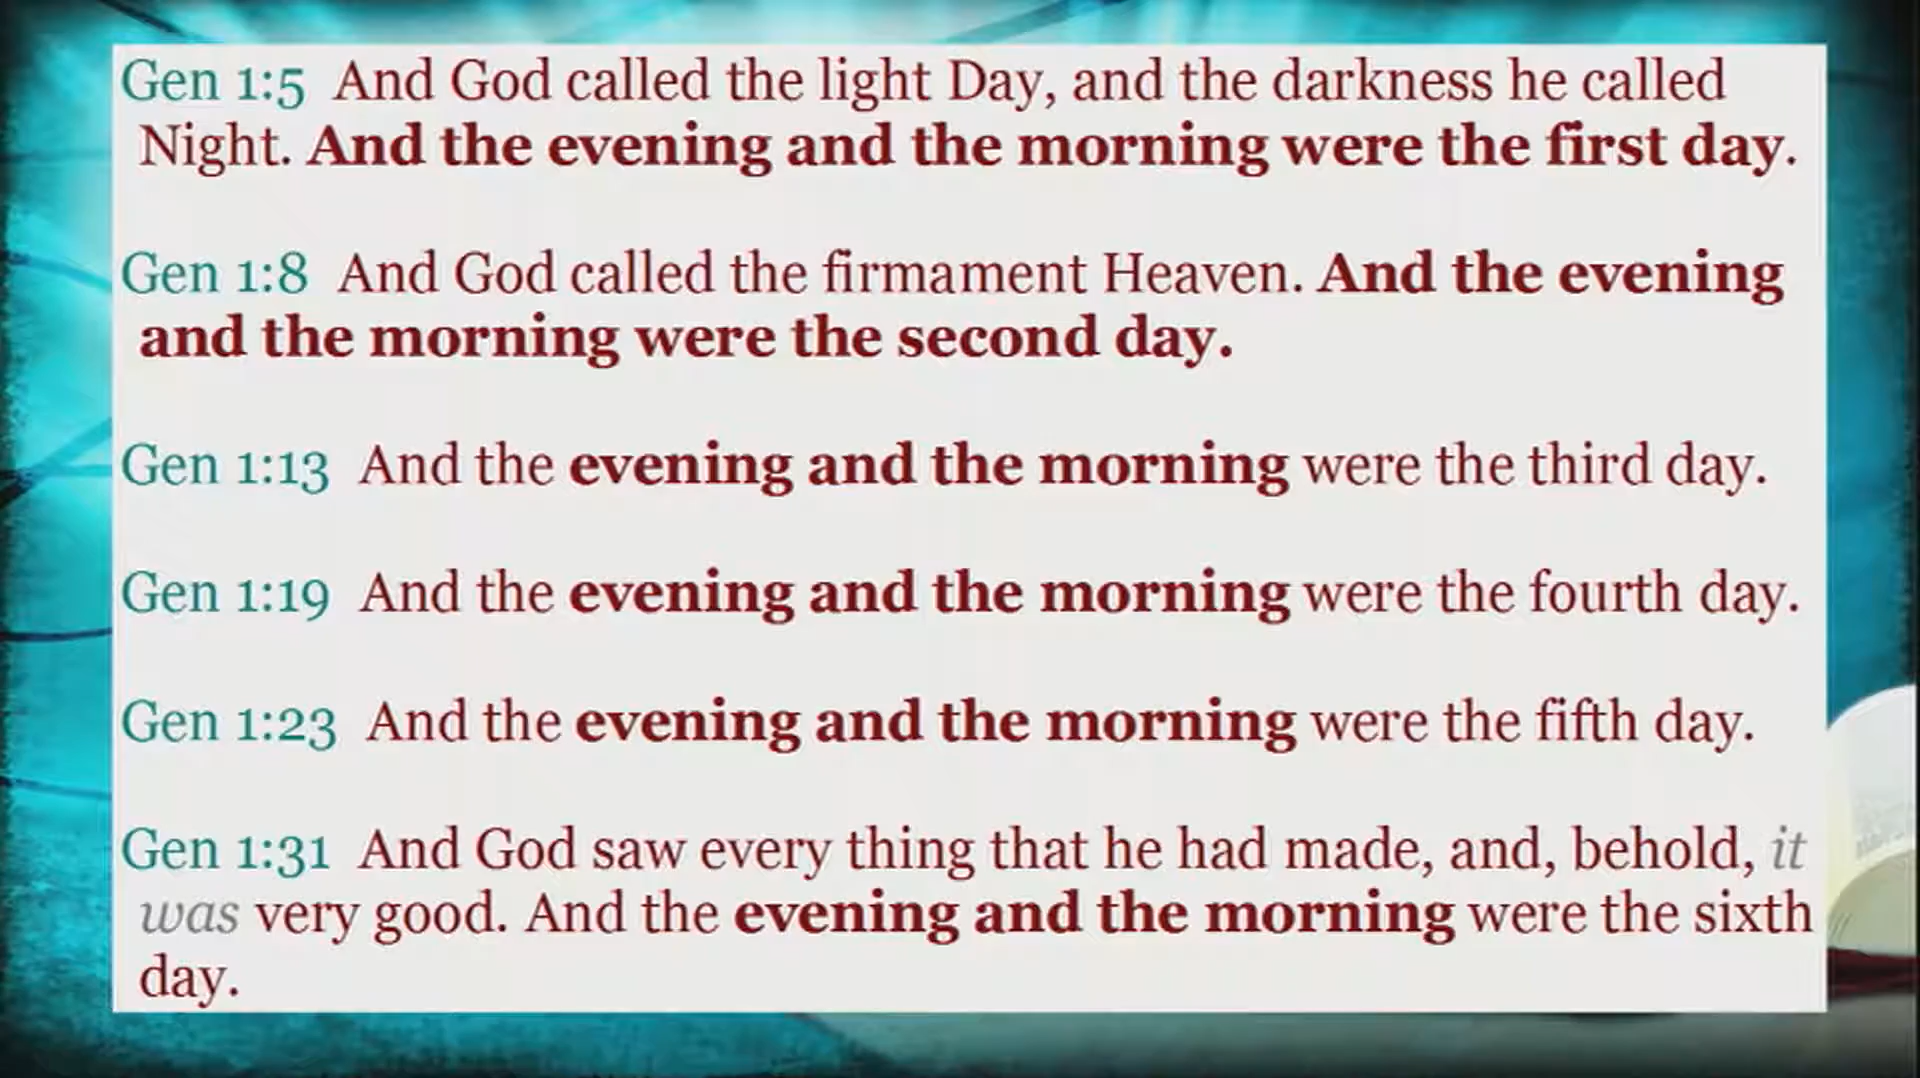 Gen 1:5 And God called the light Day, and the darkness he called
Night. And the evening and the morning were the first day.
Gen 1:8 And God called the firmament Heaven. And the evening
and the morning were the second day.
Gen 1:13 And the evening and the morning were the third day.
Gen 1:19 And the evening and the morning were the fourth day.
Gen 1:23 And the evening and the morning were the fifth day.
Gen 1:31 And God saw every thing that he had made, and, behold, it
was very good. And the evening and the morning were the sixth
day.